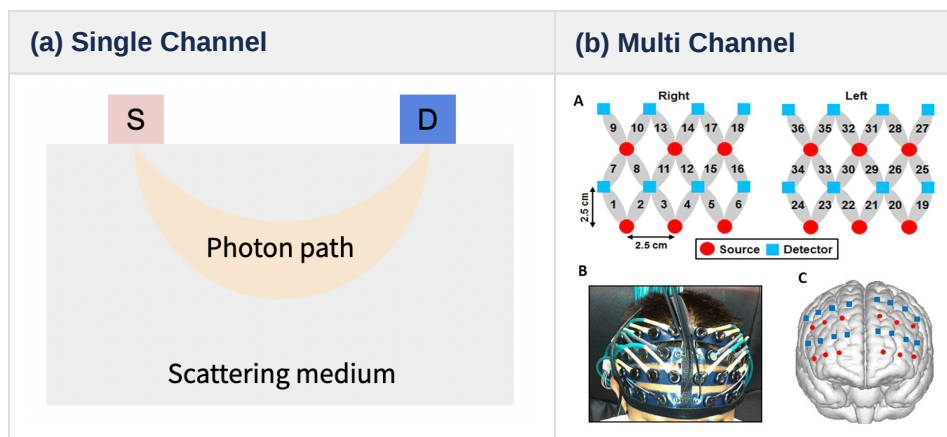 (a) Single Channel
S
D
Photon path
Scattering medium
(b) Multi Channel
A
Right
Left
9 10 13 14 17 18
36 35 32 31 28 27
7 8 11 12 15 16
34 33 30 29 26 25
1 2 3 4 5 6
24 23 22 21 20 19
2.5 cm
2.5 cm
Source Detector
B
C